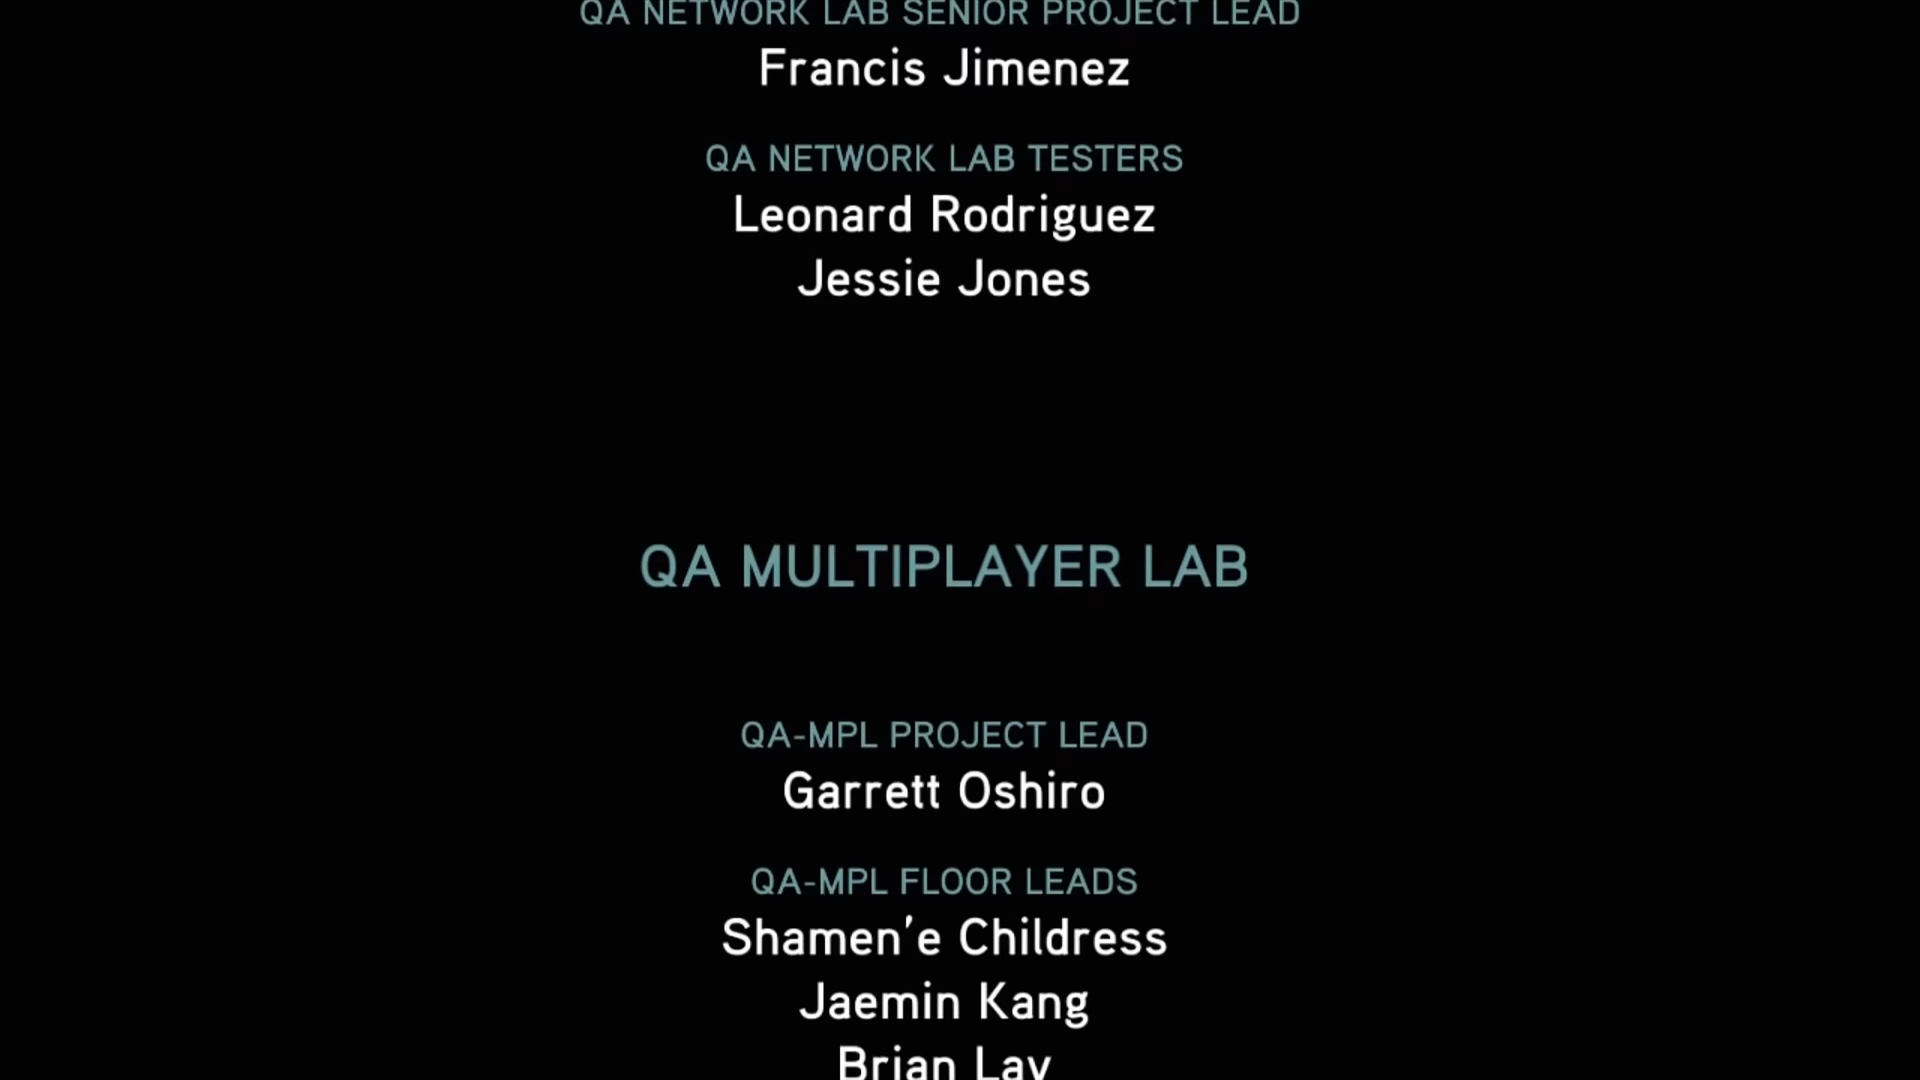 QA NETWORK LAB SENIOR PROJECT LEAD
Francis Jimenez
QA NETWORK LAB TESTERS
Leonard Rodriguez
Jessie Jones
QA MULTIPLAYER LAB
QA-MPL PROJECT LEAD
Garrett Oshiro
QA-MPL FLOOR LEADS
Shamen’e Childress
Jaemin Kang
Brian Lay